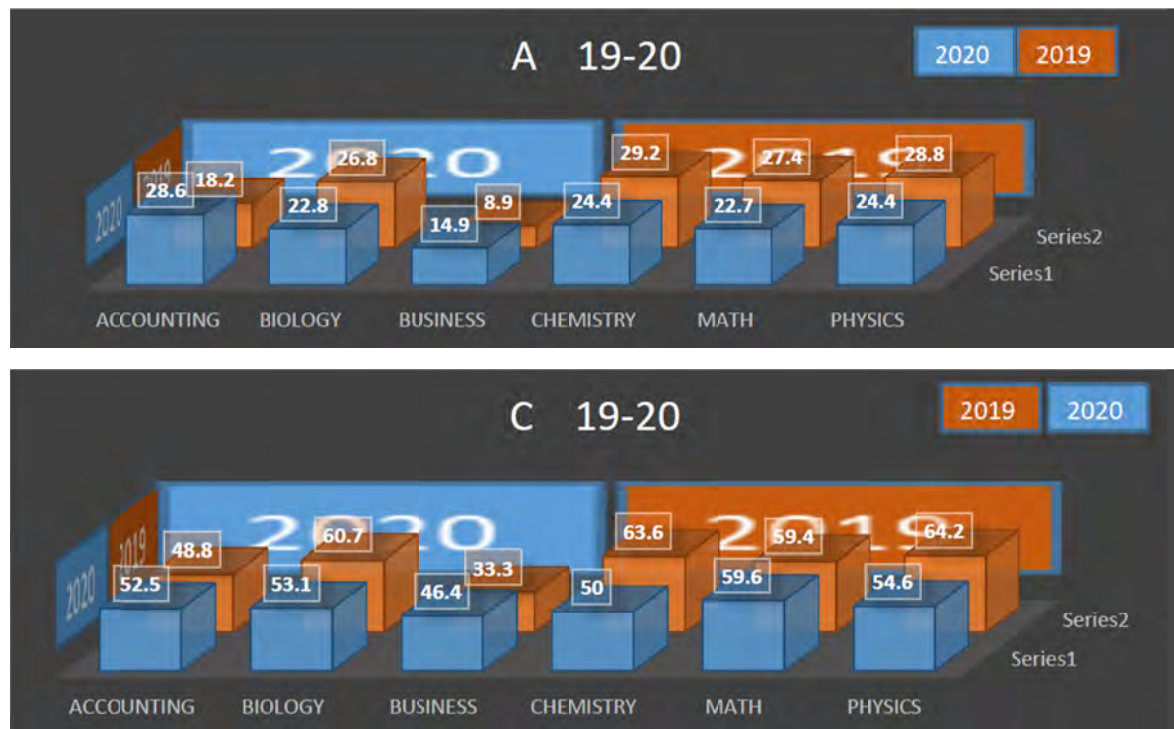 A 19-20
2020 2019
2020 2019
2020 2019
28.6 18.2 22.8 26.8 14.9 8.9 24.4 29.2 22.7 27.4 24.4 28.8
Series2
Series1
ACCOUNTING BIOLOGY BUSINESS CHEMISTRY MATH PHYSICS
C 19-20
2019 2020
2020 2019
2020 2019
52.5 48.8 53.1 60.7 46.4 33.3 50 63.6 59.6 59.4 54.6 64.2
Series2
Series1
ACCOUNTING BIOLOGY BUSINESS CHEMISTRY MATH PHYSICS